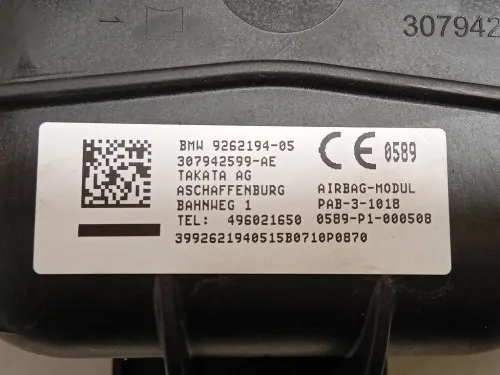 307942
BMW 9262194-05
307942599-AE
TAKATA AG
ASCHAFFENBURG
BAHNWEG 1
TEL: 496021650
CE 0589
AIRBAG-MODUL
PAB-3-1018
0589-P1-000508
3992621940515B0710P0870